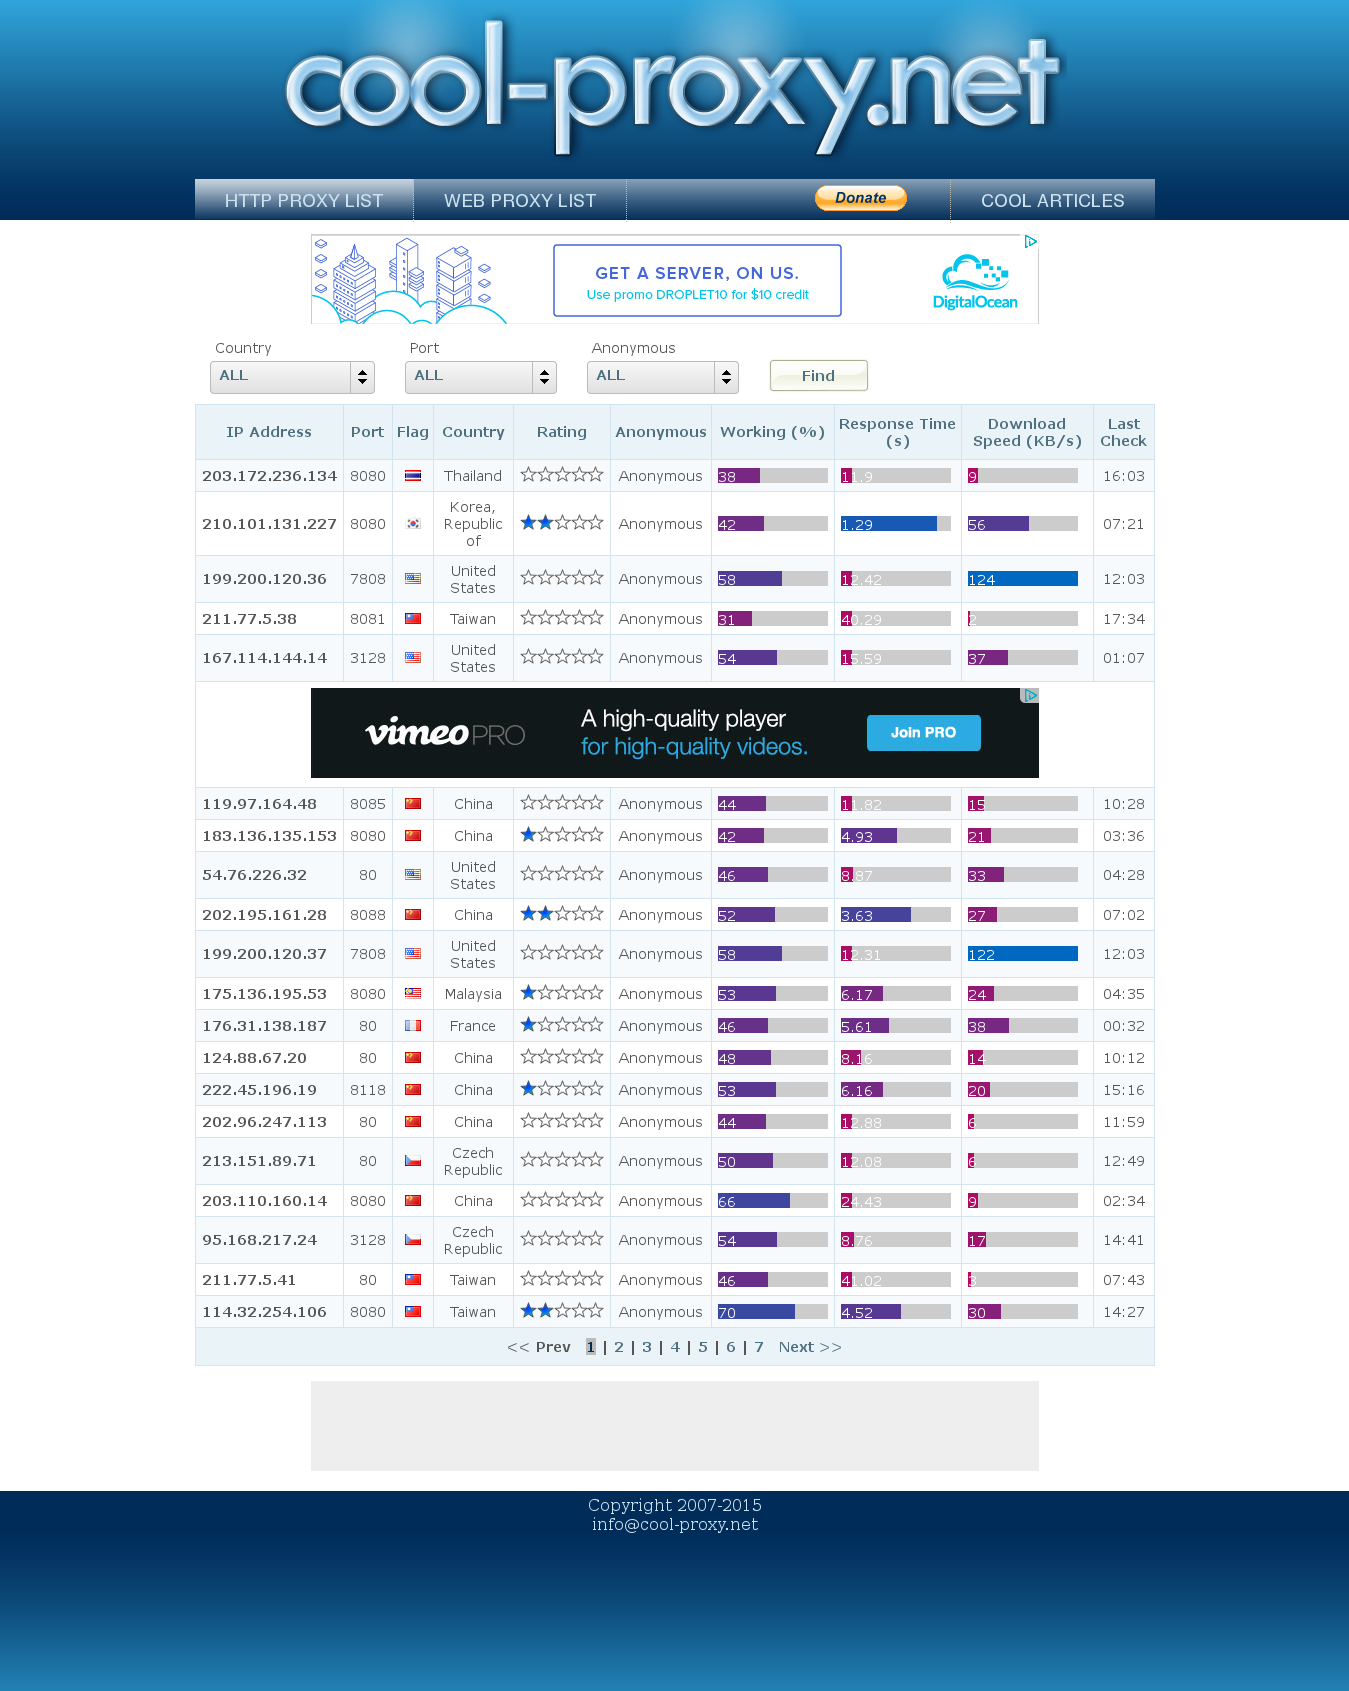 cool-proxy.net
HTTP PROXY LIST WEB PROXY LIST Donate COOL ARTICLES
GET A SERVER, ON US.
Use promo DROPLET10 for $10 credit
DigitalOcean
Country Port Anonymous
ALL ALL ALL Find
IP Address Port Flag Country Rating Anonymous Working (%) Response Time (s) Download Speed (KB/s) Last Check
203.172.236.134 8080 Thailand Anonymous 38 11.9 9 16:03
210.101.131.227 8080 Korea, Republic of Anonymous 42 1.29 56 07:21
199.200.120.36 7808 United States Anonymous 58 12.42 124 12:03
211.77.5.38 8081 Taiwan Anonymous 31 40.29 2 17:34
167.114.144.14 3128 United States Anonymous 54 15.59 37 01:07
vimeo PRO A high-quality player for high-quality videos. Join PRO
119.97.164.48 8085 China Anonymous 44 11.82 15 10:28
183.136.135.153 8080 China Anonymous 42 4.93 21 03:36
54.76.226.32 80 United States Anonymous 46 8.87 33 04:28
202.195.161.28 8088 China Anonymous 52 3.63 27 07:02
199.200.120.37 7808 United States Anonymous 58 12.31 122 12:03
175.136.195.53 8080 Malaysia Anonymous 53 6.17 24 04:35
176.31.138.187 80 France Anonymous 46 5.61 38 00:32
124.88.67.20 80 China Anonymous 48 8.16 14 10:12
222.45.196.19 8118 China Anonymous 53 6.16 20 15:16
202.96.247.113 80 China Anonymous 44 12.88 6 11:59
213.151.89.71 80 Czech Republic Anonymous 50 12.08 6 12:49
203.110.160.14 8080 China Anonymous 66 24.43 9 02:34
95.168.217.24 3128 Czech Republic Anonymous 54 8.76 17 14:41
211.77.5.41 80 Taiwan Anonymous 46 41.02 3 07:43
114.32.254.106 8080 Taiwan Anonymous 70 4.52 30 14:27
<< Prev 1 | 2 | 3 | 4 | 5 | 6 | 7 Next >>
Copyright 2007-2015
info@cool-proxy.net